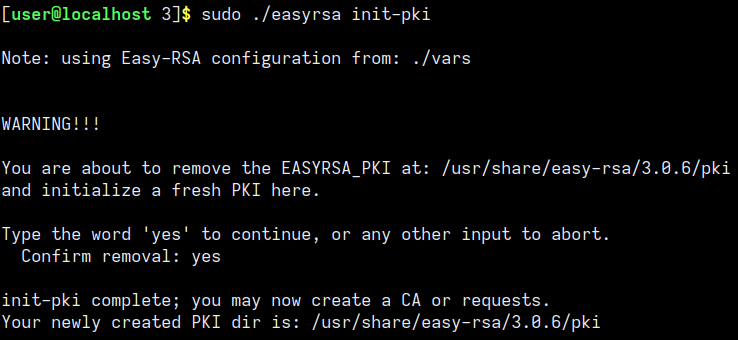 [user@localhost 3]$ sudo ./easyrsa init-pki
Note: using Easy-RSA configuration from: ./vars
WARNING!!!
You are about to remove the EASYRSA_PKI at: /usr/share/easy-rsa/3.0.6/pki
and initialize a fresh PKI here.
Type the word 'yes' to continue, or any other input to abort.
  Confirm removal: yes
init-pki complete; you may now create a CA or requests.
Your newly created PKI dir is: /usr/share/easy-rsa/3.0.6/pki